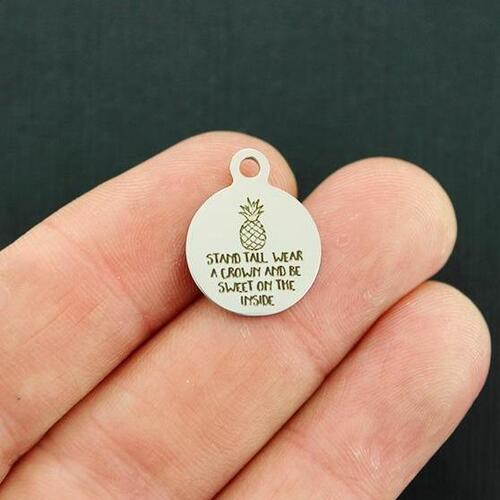 STAND TALL WEAR
A CROWN AND BE
SWEET ON THE
INSIDE